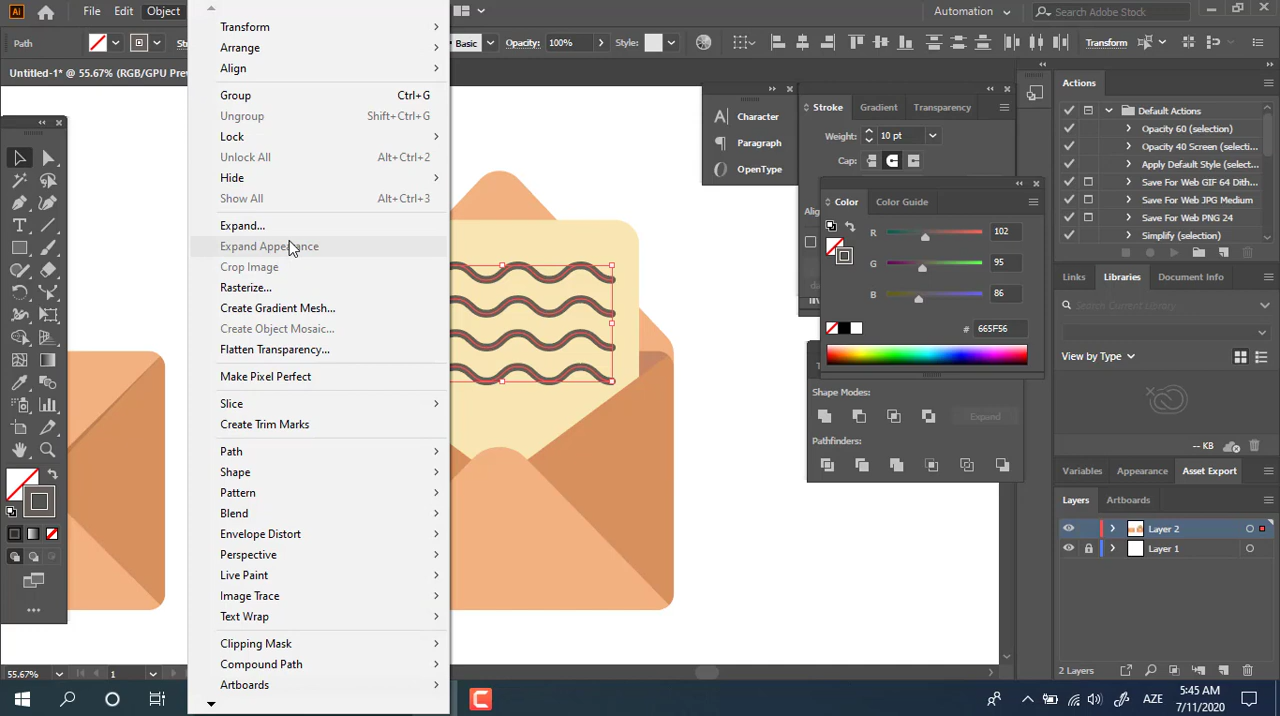 Ai File Edit Object Automation Search Adobe Stock
Path Basic Opacity: 100% Style: Transform
Untitled-1* @ 55.67% (RGB/GPU Pre
Transform
Arrange
Align
Group Ctrl+G
Ungroup Shift+Ctrl+G
Lock
Unlock All Alt+Ctrl+2
Hide
Show All Alt+Ctrl+3
Expand...
Expand Appearance
Crop Image
Rasterize...
Create Gradient Mesh...
Create Object Mosaic...
Flatten Transparency...
Make Pixel Perfect
Slice
Create Trim Marks
Path
Shape
Pattern
Blend
Envelope Distort
Perspective
Live Paint
Image Trace
Text Wrap
Clipping Mask
Compound Path
Artboards
Character
Paragraph
OpenType
Stroke Gradient Transparency
Weight: 10 pt
Cap:
Color Color Guide
R 102
G 95
B 86
# 665F56
Shape Modes:
Expand
Pathfinders:
Actions
Default Actions
Opacity 60 (selection)
Opacity 40 (selecti...
Apply Default Style (selec...
Save For Web GIF 64 Dith...
Save For Web JPG Medium
Save For Web PNG 24
Simplify (selection)
Links Libraries Document Info
Search Current Library
View by Type
-- KB
Variables Appearance Asset Export
Layers Artboards
Layer 2
Layer 1
2 Layers
55.67% 1
AZE
:45 AM
7/11/2020